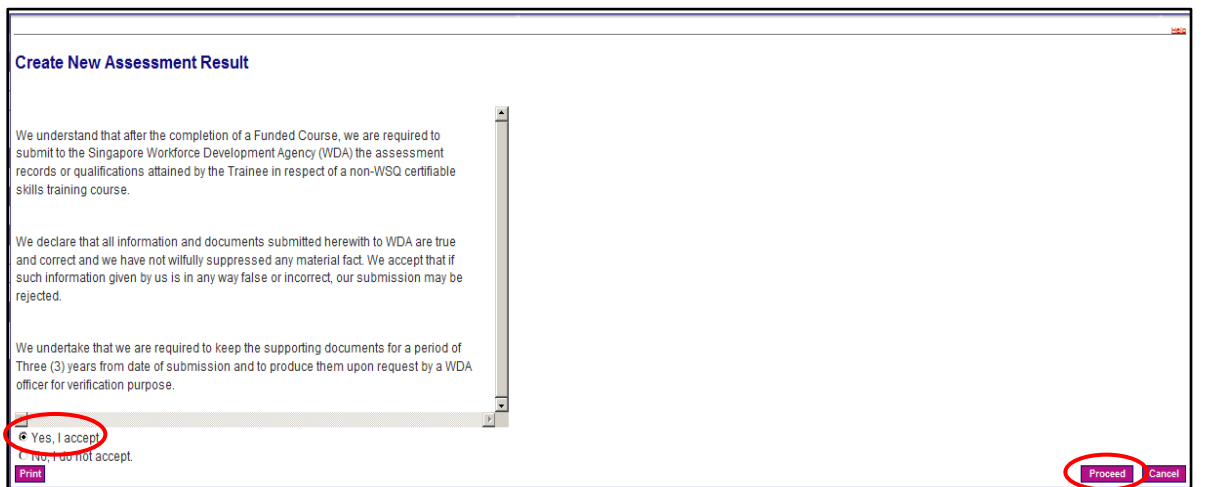 Help
Create New Assessment Result
We understand that after the completion of a Funded Course, we are required to
submit to the Singapore Workforce Development Agency (WDA) the assessment
records or qualifications attained by the Trainee in respect of a non-WSQ certifiable
skills training course.
We declare that all information and documents submitted herewith to WDA are true
and correct and we have not wilfully suppressed any material fact. We accept that if
such information given by us is in any way false or incorrect, our submission may be
rejected.
We undertake that we are required to keep the supporting documents for a period of
Three (3) years from date of submission and to produce them upon request by a WDA
officer for verification purpose.
Yes, I accept.
No, I do not accept.
Print Proceed Cancel